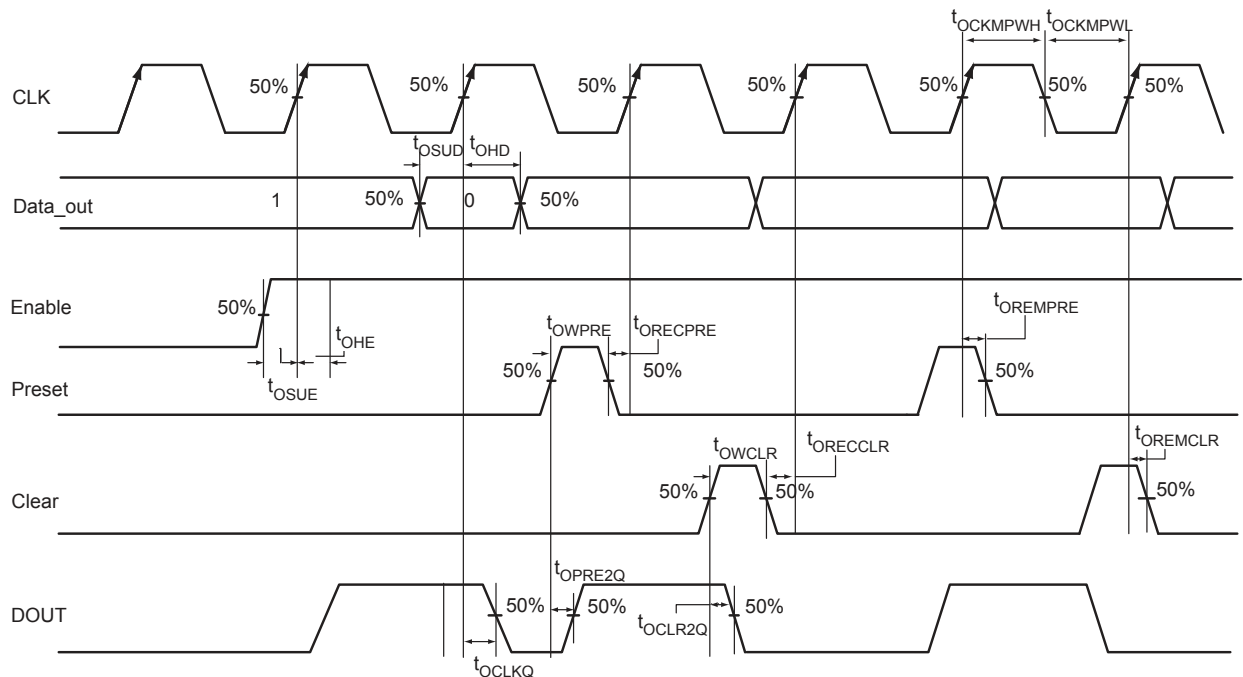 tOCKMPWH tOCKMPWL
CLK
50% 50% 50% 50% 50% 50% 50% 50%
tOSUD tOHD
Data_out
1 50% 0 50%
Enable
50%
tOHE
tOSUE
tOWPRE tORECPRE tOREMPRE
Preset
50% 50% 50%
tOWCLR tORECCLR tOREMCLR
Clear
50% 50% 50%
tOPRE2Q
DOUT
50% 50% 50%
tOCLR2Q
tOCLKQ